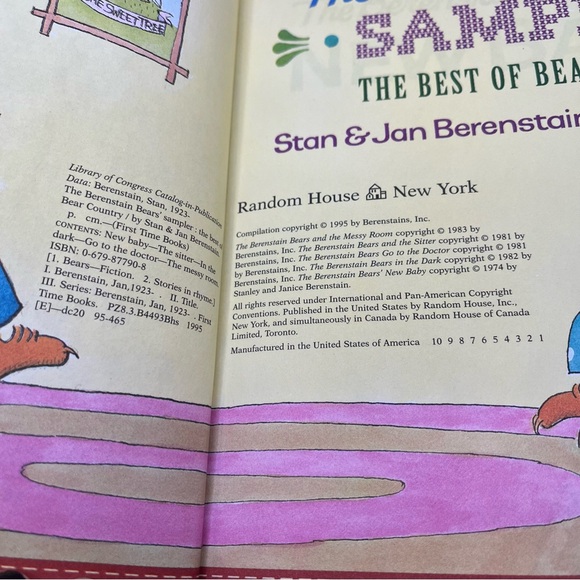 HOME SWEET TREE
SAMP
THE BEST OF BEA
Stan & Jan Berenstain
Random House New York
Library of Congress Catalog-in-Publication
Data: Berenstain, Stan, 1923-
The Berenstain Bears' sampler : the best of
Bear Country / by Stan & Jan Berenstain.
p. cm.—(First Time Books)
CONTENTS: New baby—The sitter—In the
dark—Go to the doctor—The messy room.
ISBN: 0-679-87790-8
[1. Bears—Fiction. 2. Stories in rhyme.]
I. Berenstain, Jan, 1923- . II. Title.
III. Series: Berenstain, Jan, 1923- . First
Time Books. PZ8.3.B4493Bhs 1995
[E]—dc20 95-465
Compilation copyright © 1995 by Berenstains, Inc.
The Berenstain Bears and the Messy Room copyright © 1983 by
Berenstains, Inc. The Berenstain Bears and the Sitter copyright © 1981 by
Berenstains, Inc. The Berenstain Bears Go to the Doctor copyright © 1981
by Berenstains, Inc. The Berenstain Bears in the Dark copyright © 1982 by
Berenstains, Inc. The Berenstain Bears' New Baby copyright © 1974 by
Stanley and Janice Berenstain.
All rights reserved under International and Pan-American Copyright
Conventions. Published in the United States by Random House, Inc.,
New York, and simultaneously in Canada by Random House of Canada
Limited, Toronto.
Manufactured in the United States of America 10 9 8 7 6 5 4 3 2 1